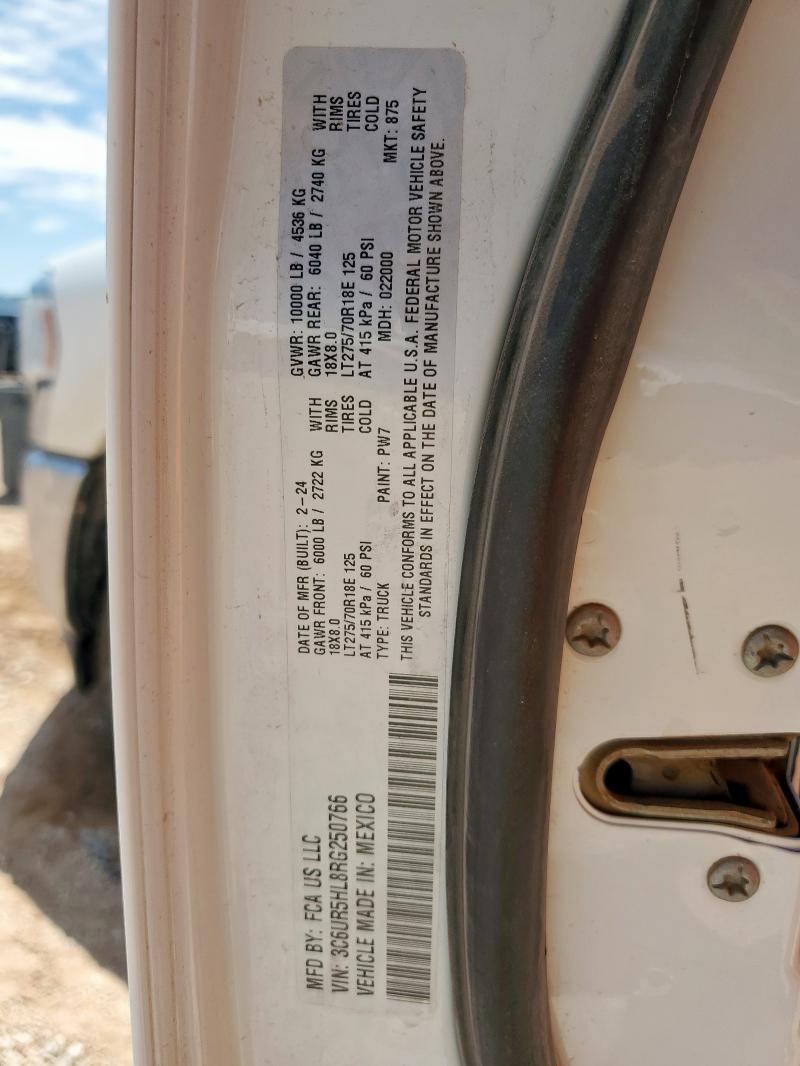 MFD BY: FCA US LLC
VIN: 3C6UR5HL8RG250766
VEHICLE MADE IN: MEXICO
DATE OF MFR (BUILT): 2-24 GVWR: 10000 LB / 4536 KG
GAWR FRONT: 6000 LB / 2722 KG WITH GAWR REAR: 6040 LB / 2740 KG WITH
18X8.0 RIMS 18X8.0 RIMS
LT275/70R18E 125 TIRES LT275/70R18E 125 TIRES
AT 415 kPa / 60 PSI COLD AT 415 kPa / 60 PSI COLD
TYPE: TRUCK PAINT: PW7 MDH: 022000 MKT: 875
THIS VEHICLE CONFORMS TO ALL APPLICABLE U.S.A. FEDERAL MOTOR VEHICLE SAFETY
STANDARDS IN EFFECT ON THE DATE OF MANUFACTURE SHOWN ABOVE.